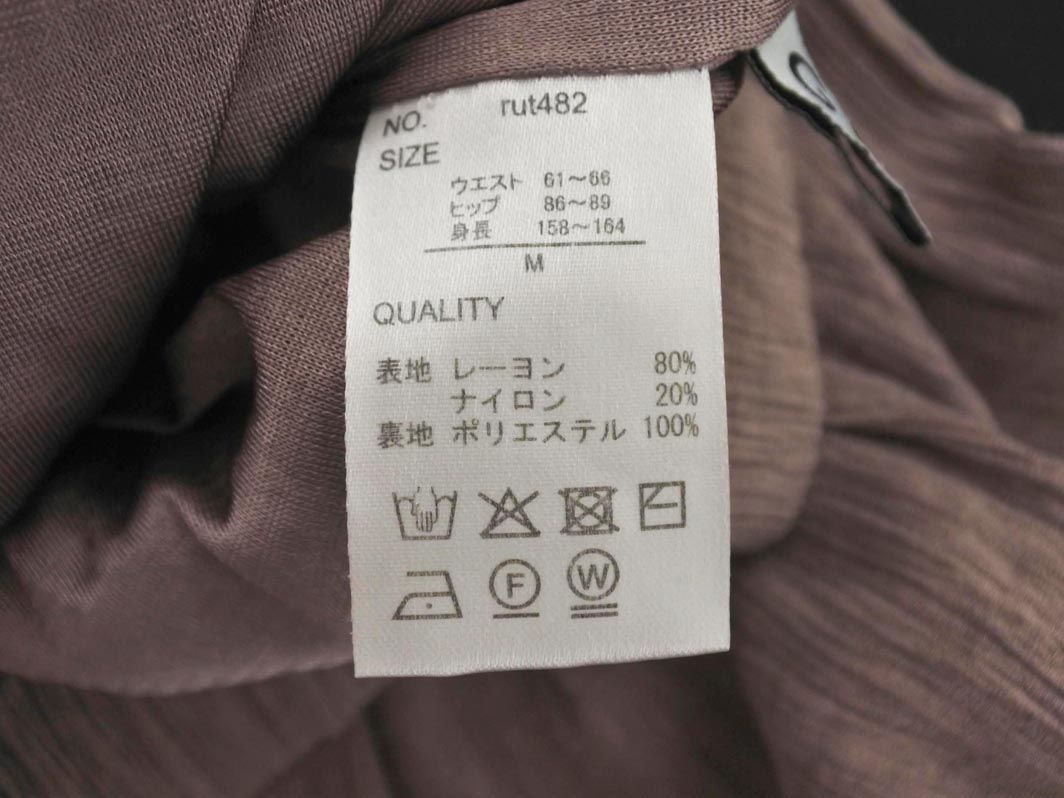 NO. rut482
SIZE
ウエスト 61～66
ヒップ 86～89
身長 158～164
M
QUALITY
表地 レーヨン 80%
ナイロン 20%
裏地 ポリエステル 100%
F W